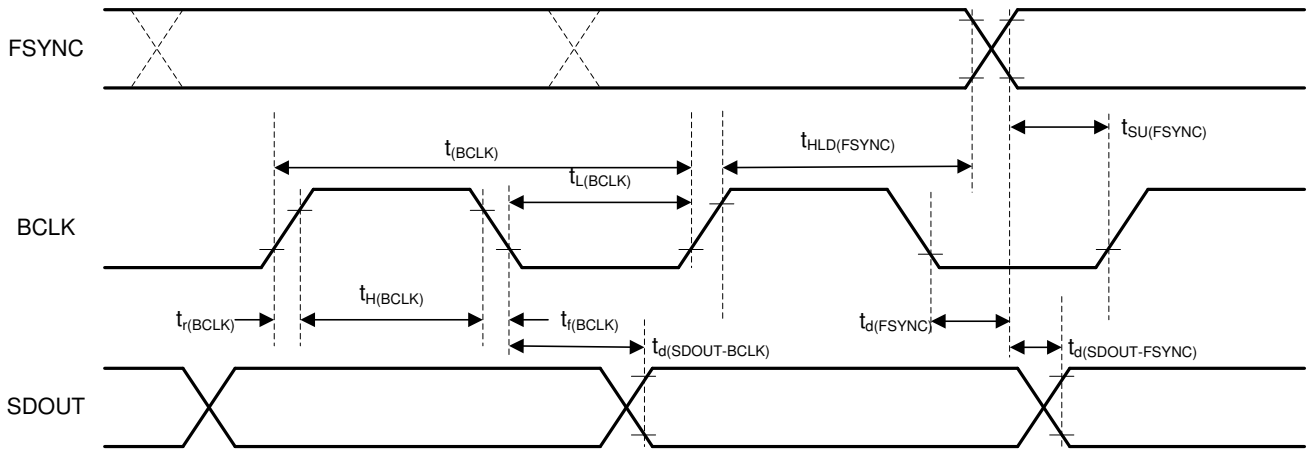 FSYNC
t(BCLK)
tL(BCLK)
tHLD(FSYNC)
tSU(FSYNC)
BCLK
tr(BCLK)
tH(BCLK)
tf(BCLK)
td(SDOUT-BCLK)
td(FSYNC)
td(SDOUT-FSYNC)
SDOUT